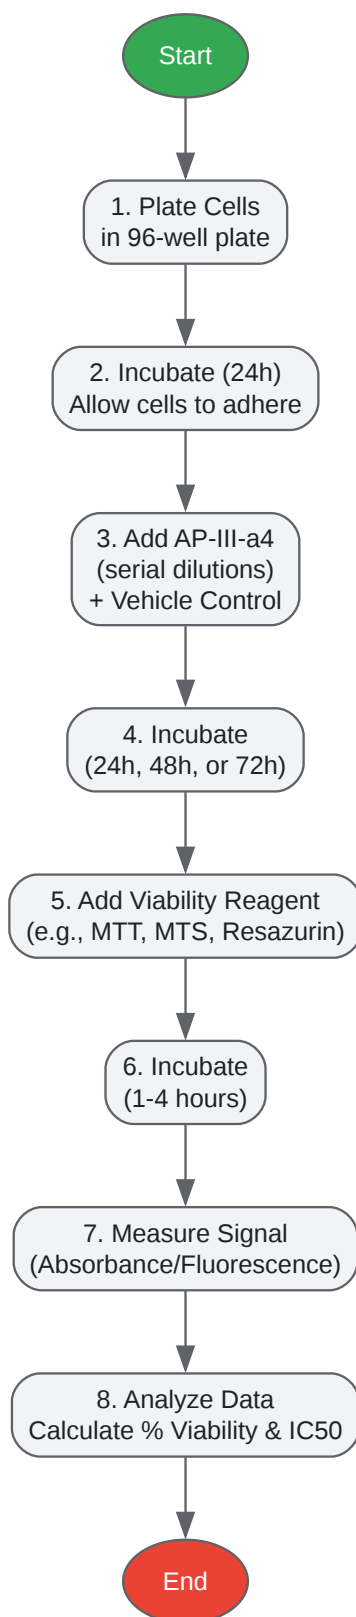 Start
1. Plate Cells
in 96-well plate
2. Incubate (24h)
Allow cells to adhere
3. Add AP-III-a4
(serial dilutions)
+ Vehicle Control
4. Incubate
(24h, 48h, or 72h)
5. Add Viability Reagent
(e.g., MTT, MTS, Resazurin)
6. Incubate
(1-4 hours)
7. Measure Signal
(Absorbance/Fluorescence)
8. Analyze Data
Calculate % Viability & IC50
End